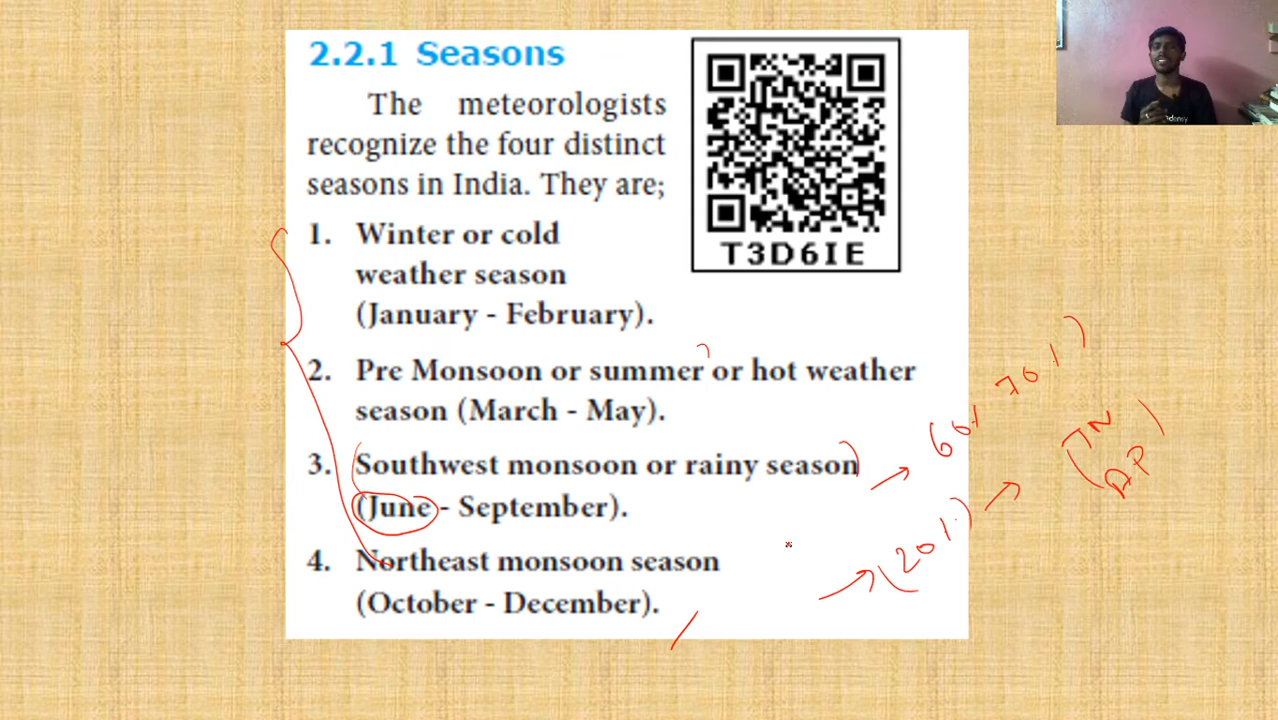 2.2.1 Seasons
The meteorologists
recognize the four distinct
seasons in India. They are;
T3D6IE
1. Winter or cold
weather season
(January - February).
2. Pre Monsoon or summer or hot weather
season (March - May).
3. Southwest monsoon or rainy season
(June - September).
60% 70%)
4. Northeast monsoon season
(October - December).
(20%)
(TN
AP)